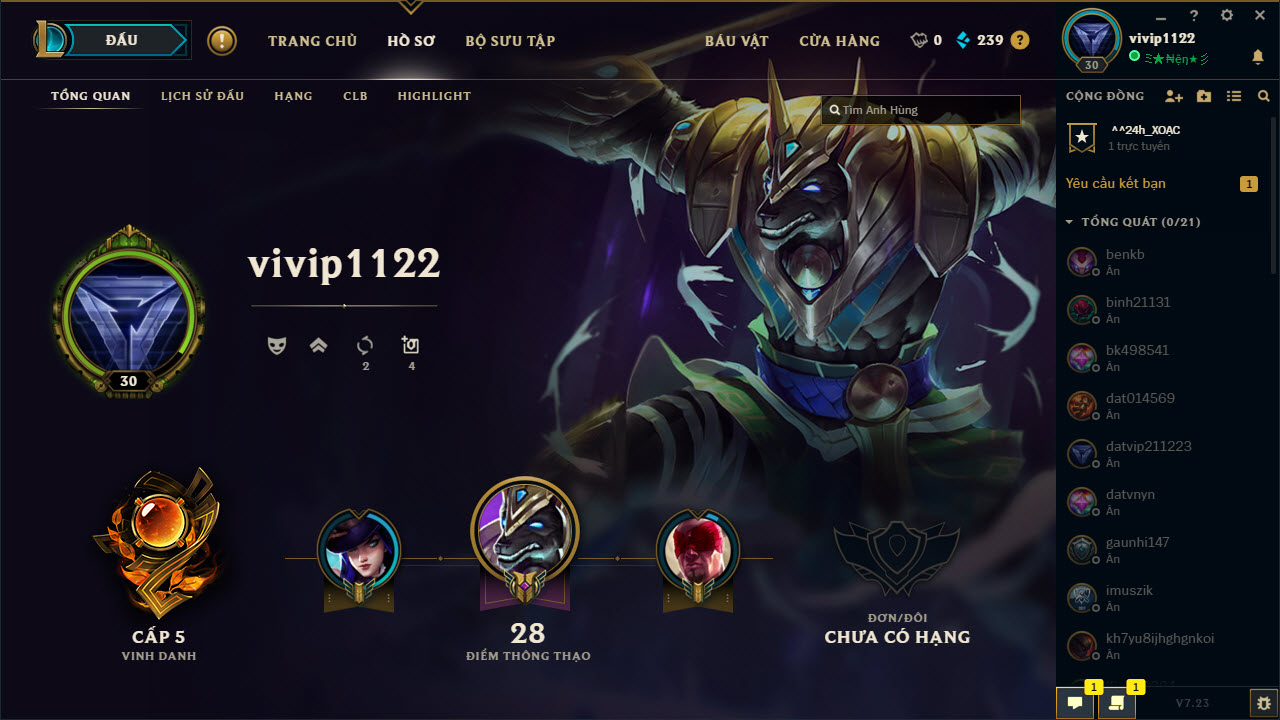 ĐẤU
!
TRANG CHỦ
HỒ SƠ
BỘ SƯU TẬP
BÁU VẬT
CỬA HÀNG
0
239
?
30
?
vivip1122
TỔNG QUAN
LỊCH SỬ ĐẤU
HẠNG
CLB
HIGHLIGHT
Tìm Anh Hùng
CỘNG ĐỒNG
^^24h_XOẠC
1 trực tuyến
Yêu cầu kết bạn
1
TỔNG QUÁT (0/21)
benkb
Ẩn
binh21131
Ẩn
bk498541
Ẩn
dat014569
Ẩn
datvip211223
Ẩn
datvnyn
Ẩn
gaunhi147
Ẩn
imuszik
Ẩn
kh7yu8ijhghgnkoi
Ẩn
vivip1122
30
2
4
CẤP 5
VINH DANH
28
ĐIỂM THÔNG THẠO
ĐƠN/ĐÔI
CHƯA CÓ HẠNG
1
1
V7.23